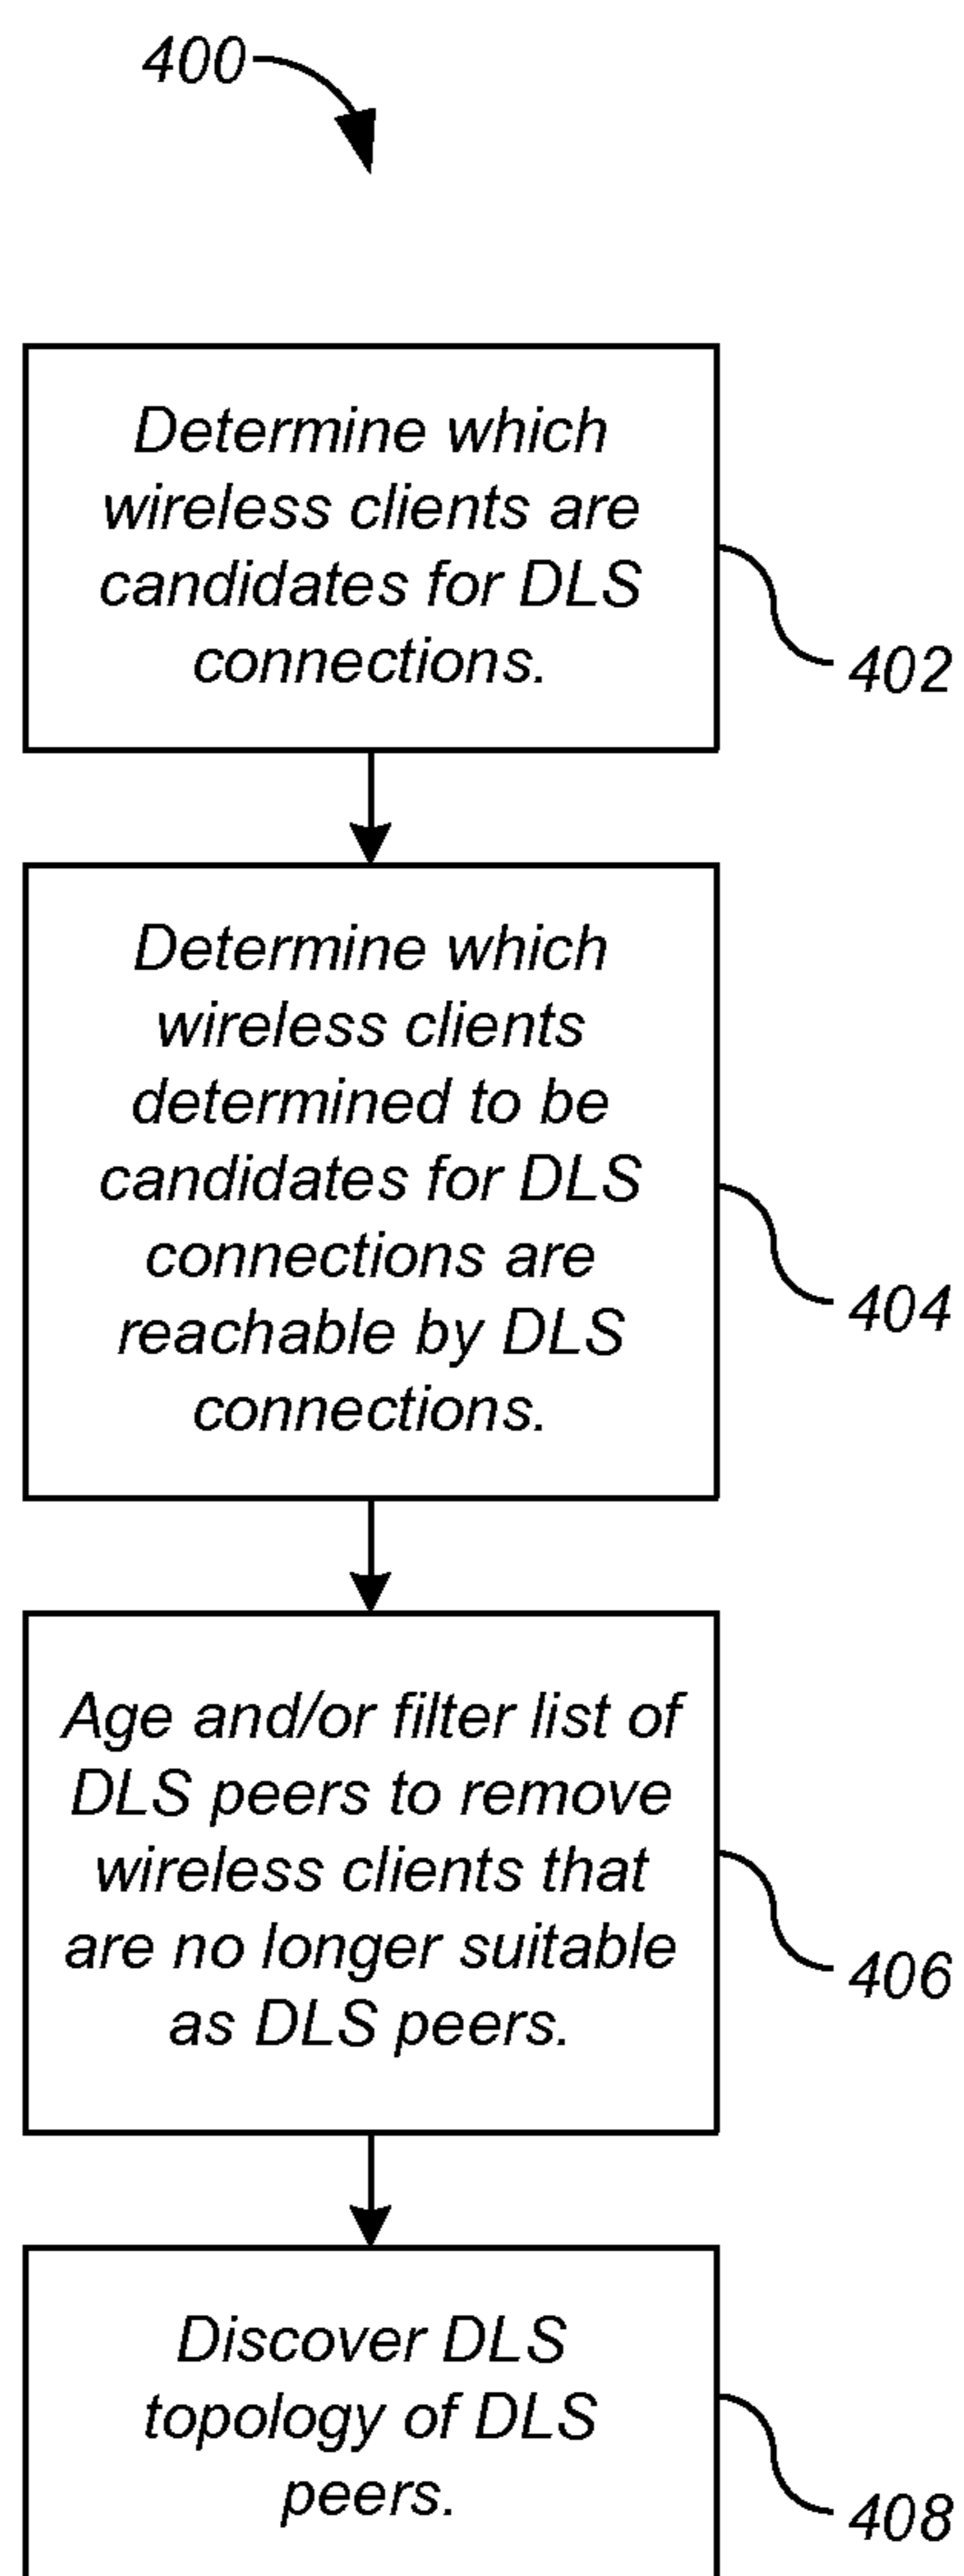 400
Determine which
wireless clients are
candidates for DLS
connections.
402
Determine which
wireless clients
determined to be
candidates for DLS
connections are
reachable by DLS
connections.
404
Age and/or filter list of
DLS peers to remove
wireless clients that
are no longer suitable
as DLS peers.
406
Discover DLS
topology of DLS
peers.
408